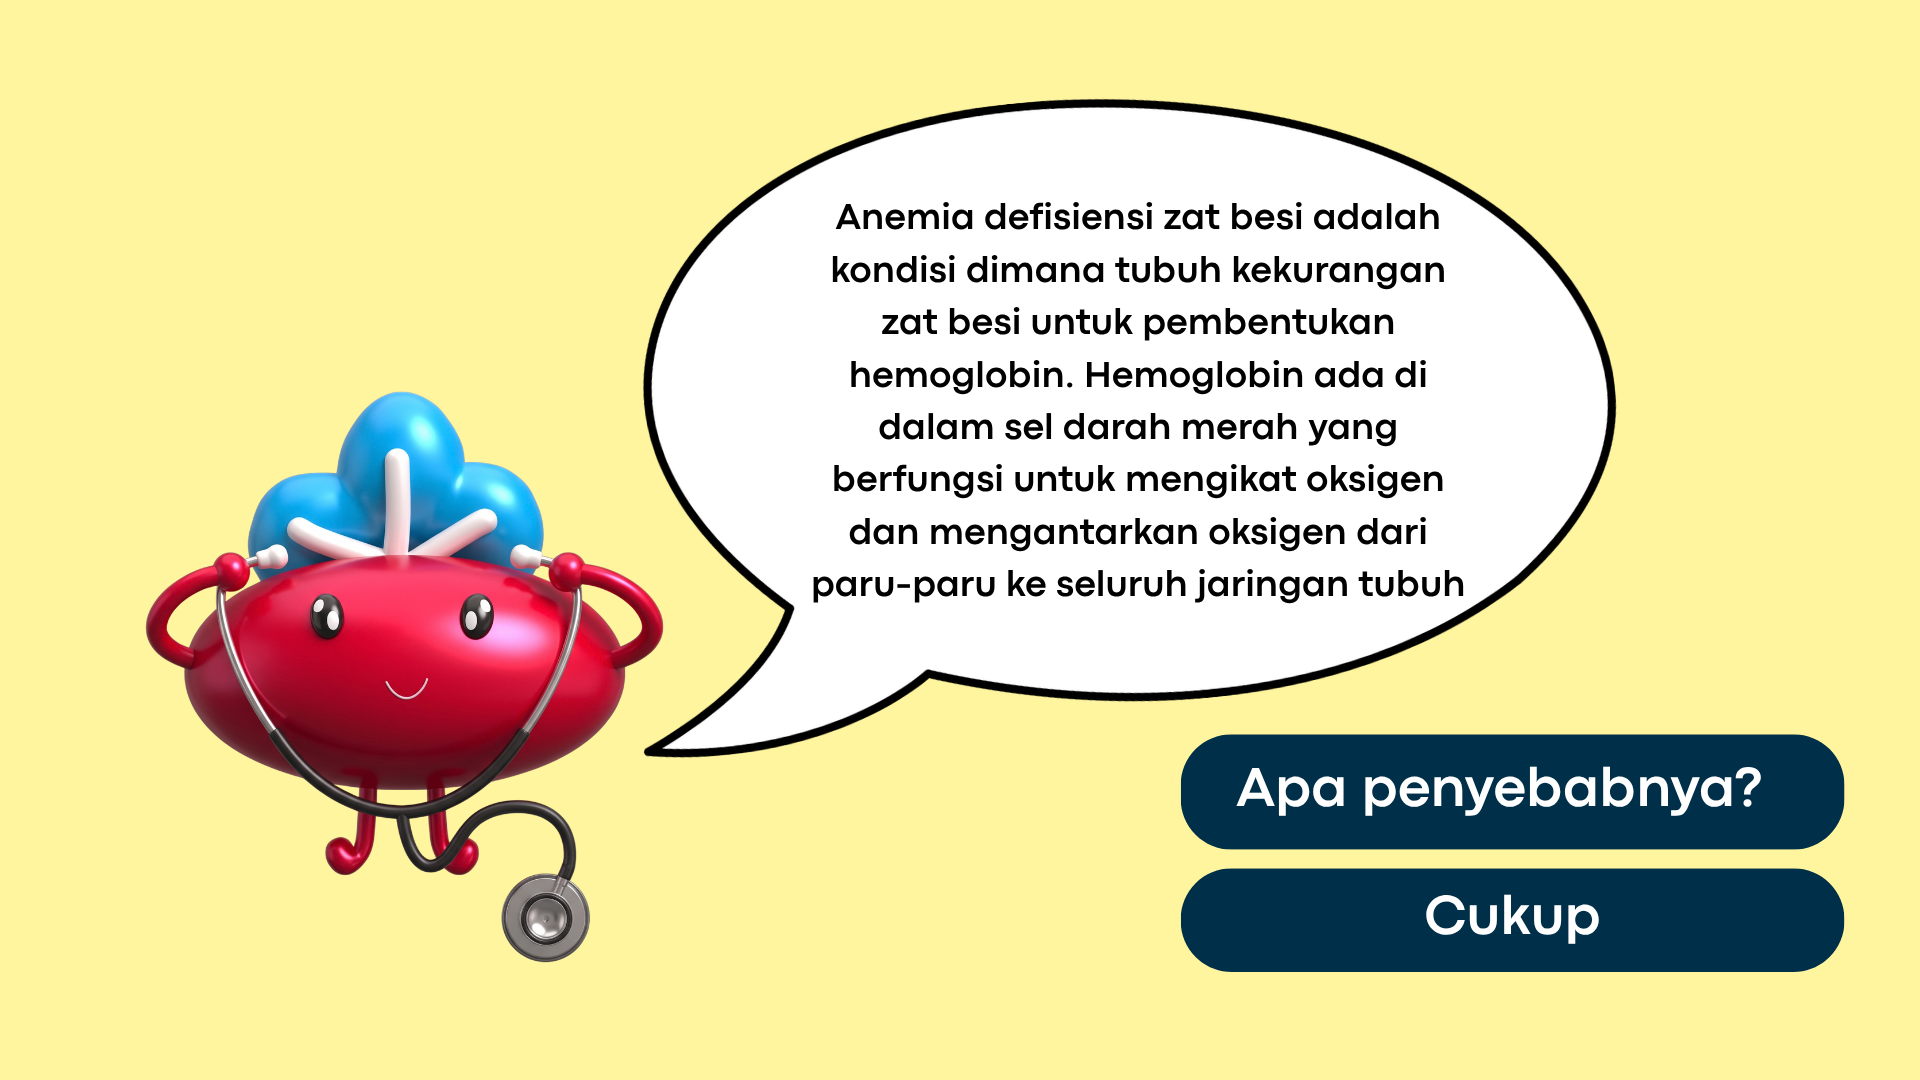 Anemia defisiensi zat besi adalah
kondisi dimana tubuh kekurangan
zat besi untuk pembentukan
hemoglobin. Hemoglobin ada di
dalam sel darah merah yang
berfungsi untuk mengikat oksigen
dan mengantarkan oksigen dari
paru-paru ke seluruh jaringan tubuh
Apa penyebabnya?
Cukup